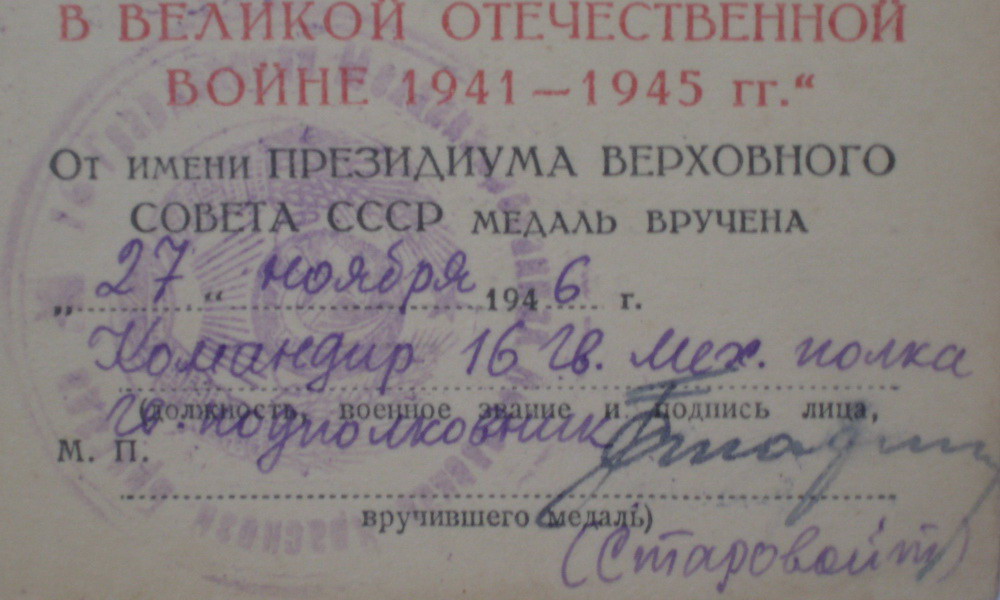 В ВЕЛИКОЙ ОТЕЧЕСТВЕННОЙ
ВОЙНЕ 1941—1945 гг.“
От имени ПРЕЗИДИУМА ВЕРХОВНОГО
СОВЕТА СССР МЕДАЛЬ ВРУЧЕНА
„27“ ноября 1946 г.
Командир 16 Гв. мех. полка
(должность, военное звание и подпись лица,
Гв. подполковник
М. П.
вручившего медаль)
(Старовойт)